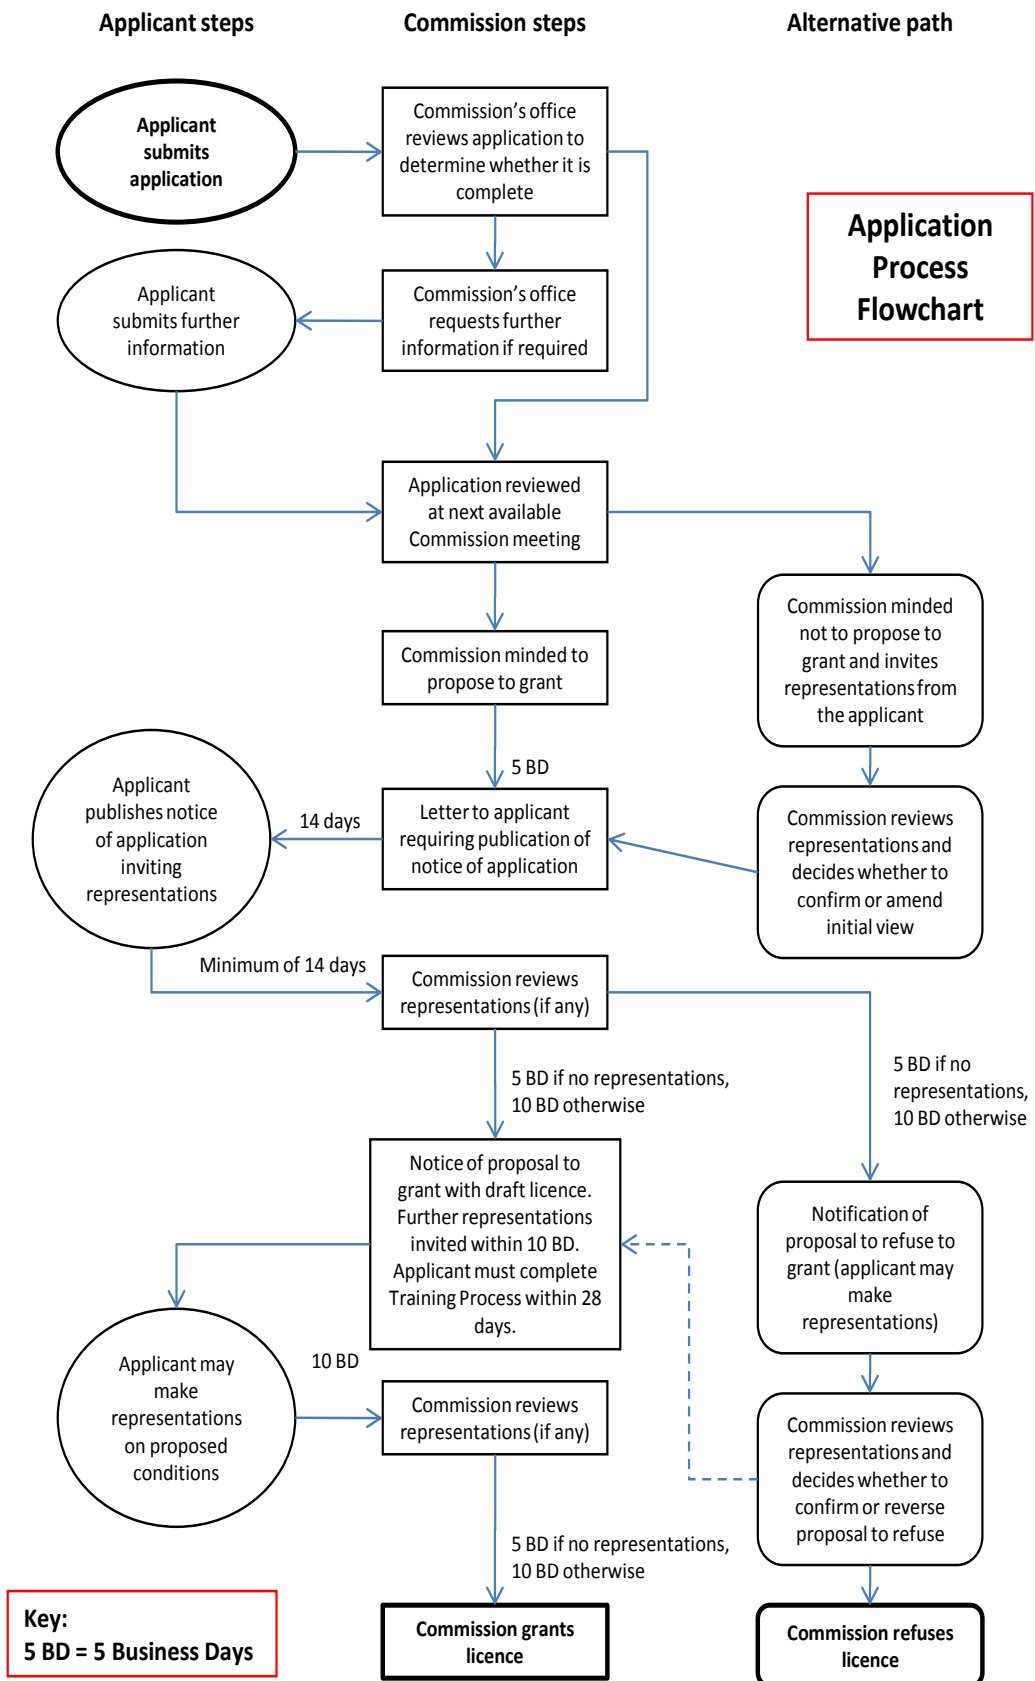 Applicant steps
Commission steps
Alternative path
Applicant
submits
application
Commission's office
reviews application to
determine whether it is
complete
Application
Process
Flowchart
Applicant
submits further
information
Commission's office
requests further
information if required
Application reviewed
at next available
Commission meeting
Commission minded
not to propose to
grant and invites
representations from
the applicant
Commission minded to
propose to grant
5 BD
Applicant
publishes notice
of application
inviting
representations
14 days
Letter to applicant
requiring publication of
notice of application
Commission reviews
representations and
decides whether to
confirm or amend
initial view
Minimum of 14 days
Commission reviews
representations (if any)
5 BD if no representations,
10 BD otherwise
5 BD if no
representations,
10 BD otherwise
Notice of proposal to
grant with draft licence.
Further representations
invited within 10 BD.
Applicant must complete
Training Process within 28
days.
Notification of
proposal to refuse to
grant (applicant may
make
representations)
Applicant may
make
representations
on proposed
conditions
10 BD
Commission reviews
representations (if any)
Commission reviews
representations and
decides whether to
confirm or reverse
proposal to refuse
5 BD if no representations,
10 BD otherwise
Key:
5 BD = 5 Business Days
Commission grants
licence
Commission refuses
licence